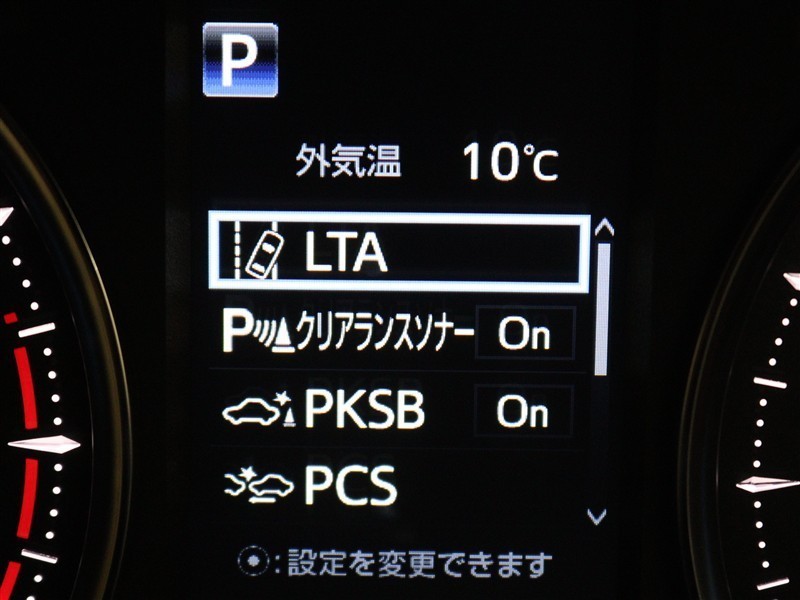 P
外気温 10℃
LTA
Pクリアランスソナー On
PKSB On
PCS
:設定を変更できます